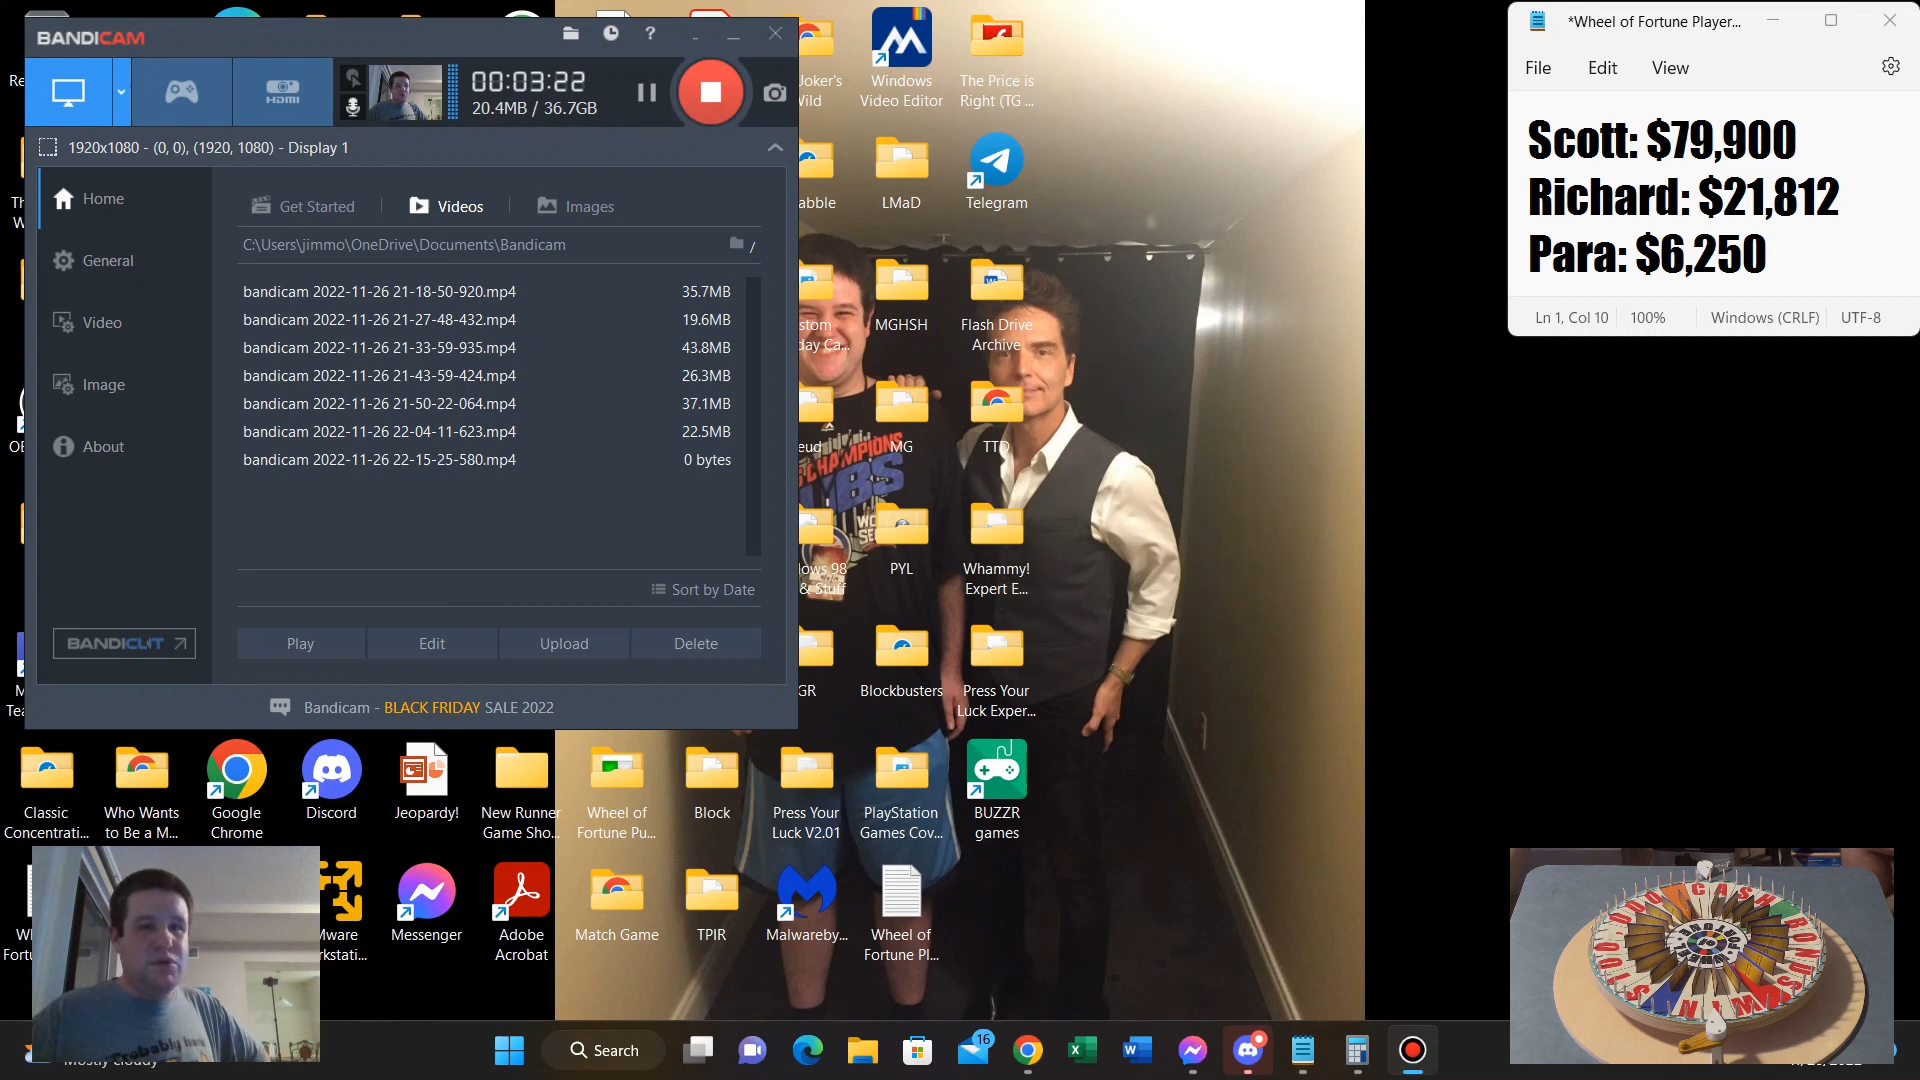 BANDICAM
?
HDMI
00:03:22
20.4MB / 36.7GB
1920x1080 - (0, 0), (1920, 1080) - Display 1
Home
General
Video
Image
About
BANDICUT
Get Started
Videos
Images
C:\Users\jimmo\OneDrive\Documents\Bandicam
/
bandicam 2022-11-26 21-18-50-920.mp4 35.7MB
bandicam 2022-11-26 21-27-48-432.mp4 19.6MB
bandicam 2022-11-26 21-33-59-935.mp4 43.8MB
bandicam 2022-11-26 21-43-59-424.mp4 26.3MB
bandicam 2022-11-26 21-50-22-064.mp4 37.1MB
bandicam 2022-11-26 22-04-11-623.mp4 22.5MB
bandicam 2022-11-26 22-15-25-580.mp4 0 bytes
Sort by Date
Play Edit Upload Delete
Bandicam - BLACK FRIDAY SALE 2022
Windows
Video Editor
The Price is
Right (TG ...
LMaD
Telegram
MGHSH
Flash Drive
Archive
MG
TTD
PYL
Whammy!
Expert E...
Blockbusters
Press Your
Luck Exper...
CHAMPIONS
Classic
Concentrati...
Who Wants
to Be a M...
Google
Chrome
Discord
Jeopardy!
New Runner
Game Sho...
Wheel of
Fortune Pu...
Block
Press Your
Luck V2.01
PlayStation
Games Cov...
BUZZR
games
Messenger
Adobe
Acrobat
Match Game
TPIR
Malwareby...
Wheel of
Fortune Pl...
*Wheel of Fortune Player...
File Edit View
Scott: $79,900
Richard: $21,812
Para: $6,250
Ln 1, Col 10 100% Windows (CRLF) UTF-8
CASH
BONUS
WIN
Search
16